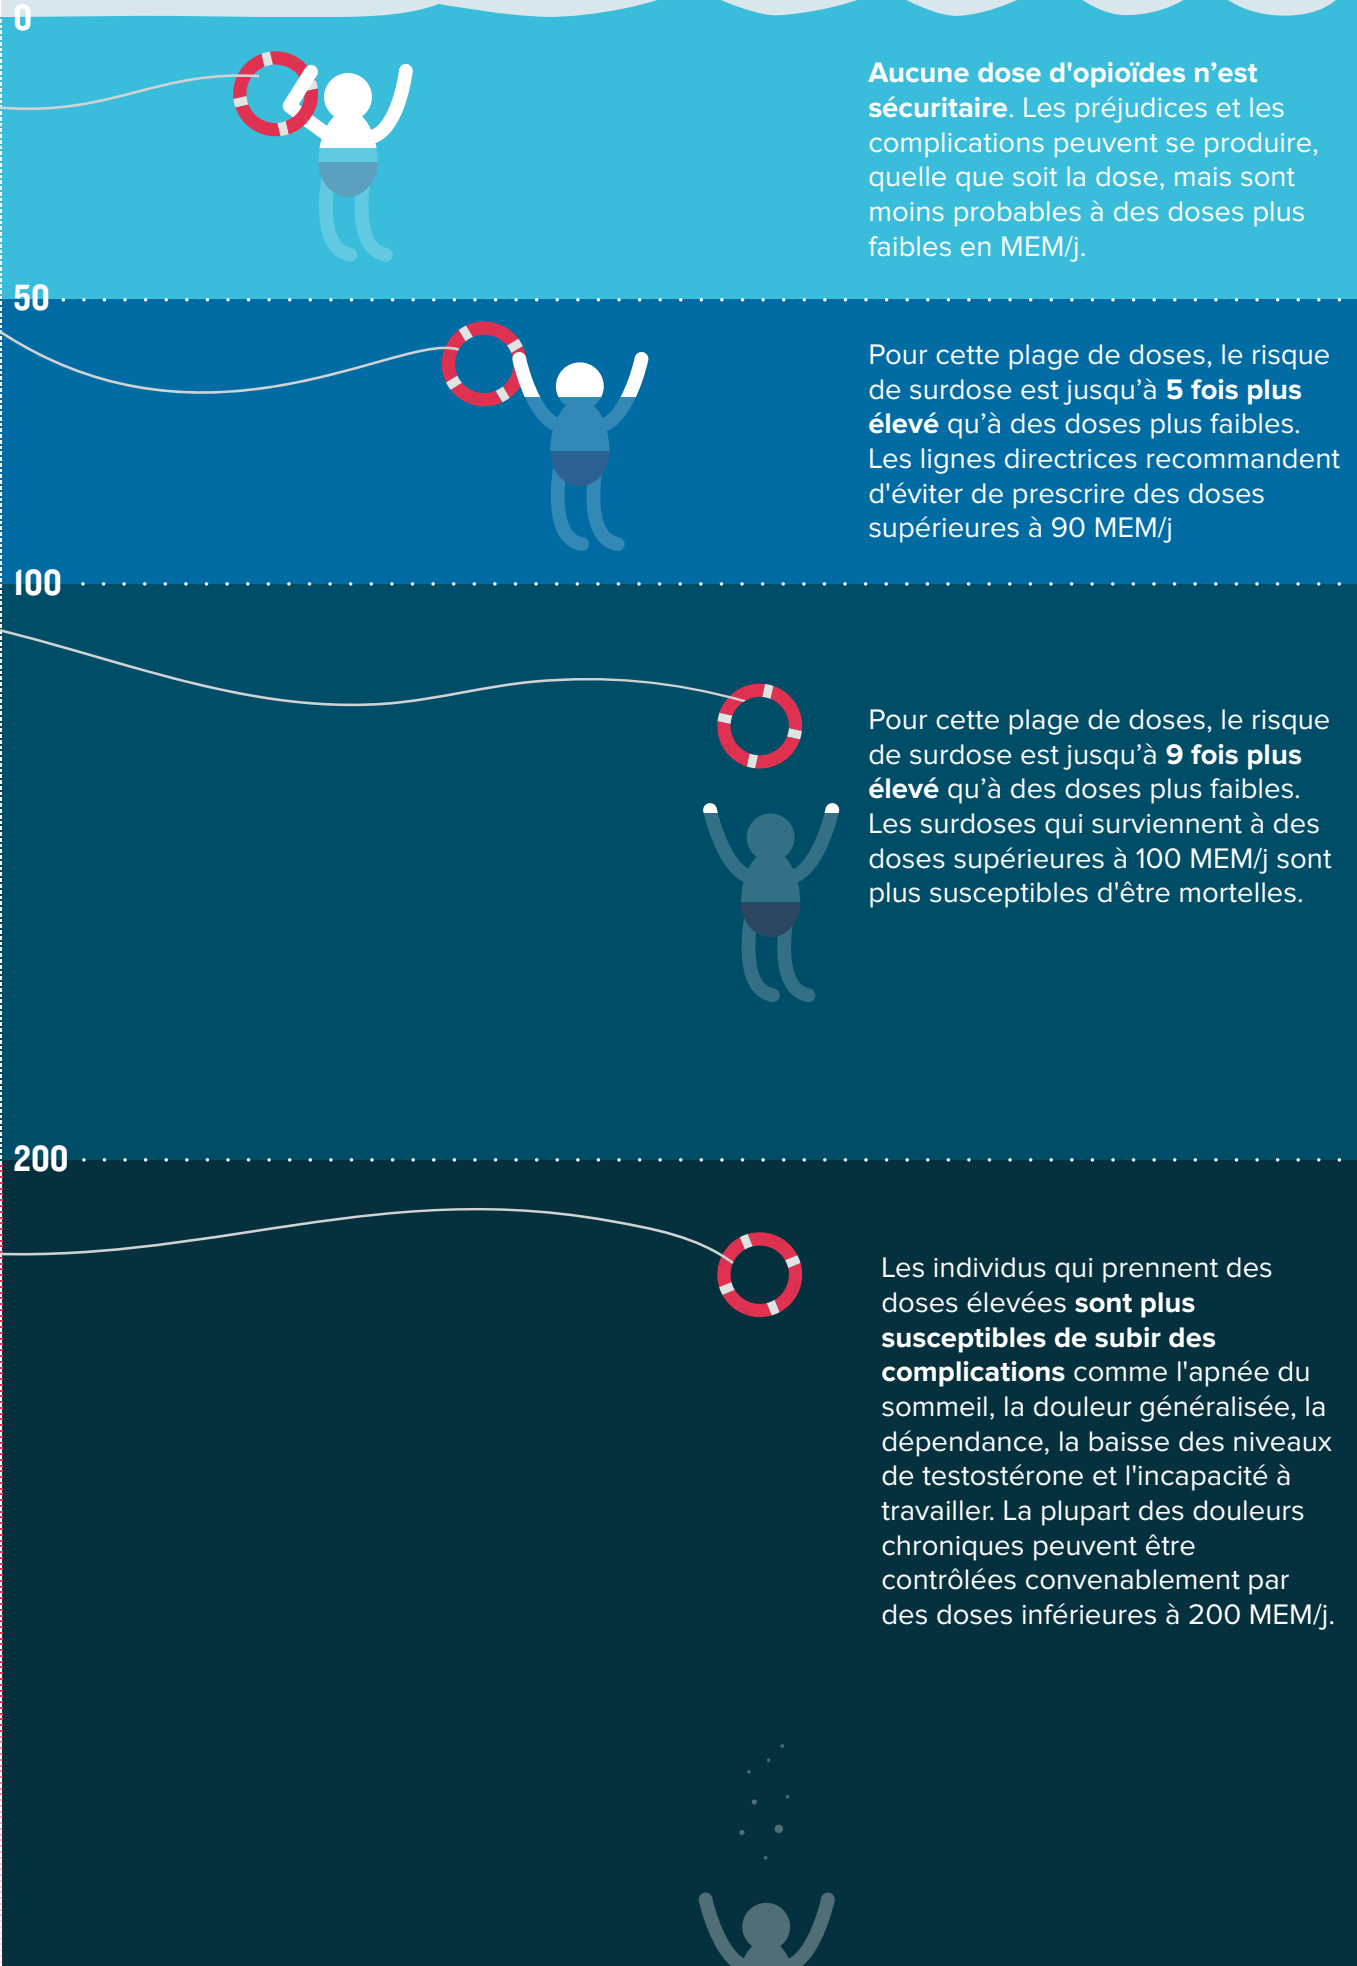 0
Aucune dose d'opioïdes n’est
sécuritaire. Les préjudices et les
complications peuvent se produire,
quelle que soit la dose, mais sont
moins probables à des doses plus
faibles en MEM/j.
50
Pour cette plage de doses, le risque
de surdose est jusqu’à 5 fois plus
élevé qu’à des doses plus faibles.
Les lignes directrices recommandent
d'éviter de prescrire des doses
supérieures à 90 MEM/j
100
Pour cette plage de doses, le risque
de surdose est jusqu’à 9 fois plus
élevé qu’à des doses plus faibles.
Les surdoses qui surviennent à des
doses supérieures à 100 MEM/j sont
plus susceptibles d'être mortelles.
200
Les individus qui prennent des
doses élevées sont plus
susceptibles de subir des
complications comme l'apnée du
sommeil, la douleur généralisée, la
dépendance, la baisse des niveaux
de testostérone et l'incapacité à
travailler. La plupart des douleurs
chroniques peuvent être
contrôlées convenablement par
des doses inférieures à 200 MEM/j.